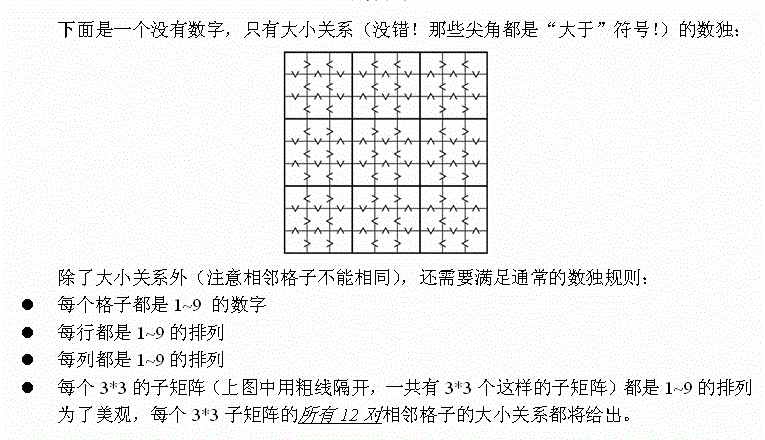 下面是一个没有数字，只有大小关系（没错！那些尖角都是“大于”符号！）的数独：
除了大小关系外（注意相邻格子不能相同），还需要满足通常的数独规则：
● 每个格子都是1~9 的数字
● 每行都是1~9的排列
● 每列都是1~9的排列
● 每个 3*3 的子矩阵（上图中用粗线隔开，一共有 3*3 个这样的子矩阵）都是1~9的排列
为了美观，每个 3*3 子矩阵的所有 12 对相邻格子的大小关系都将给出。